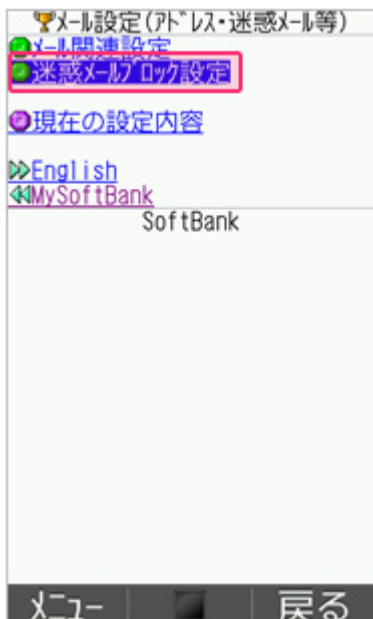 メール設定(アドレス・迷惑メール等)
メール関連設定
迷惑メールブロック設定
現在の設定内容
English
MySoftBank
SoftBank
メニュー
戻る